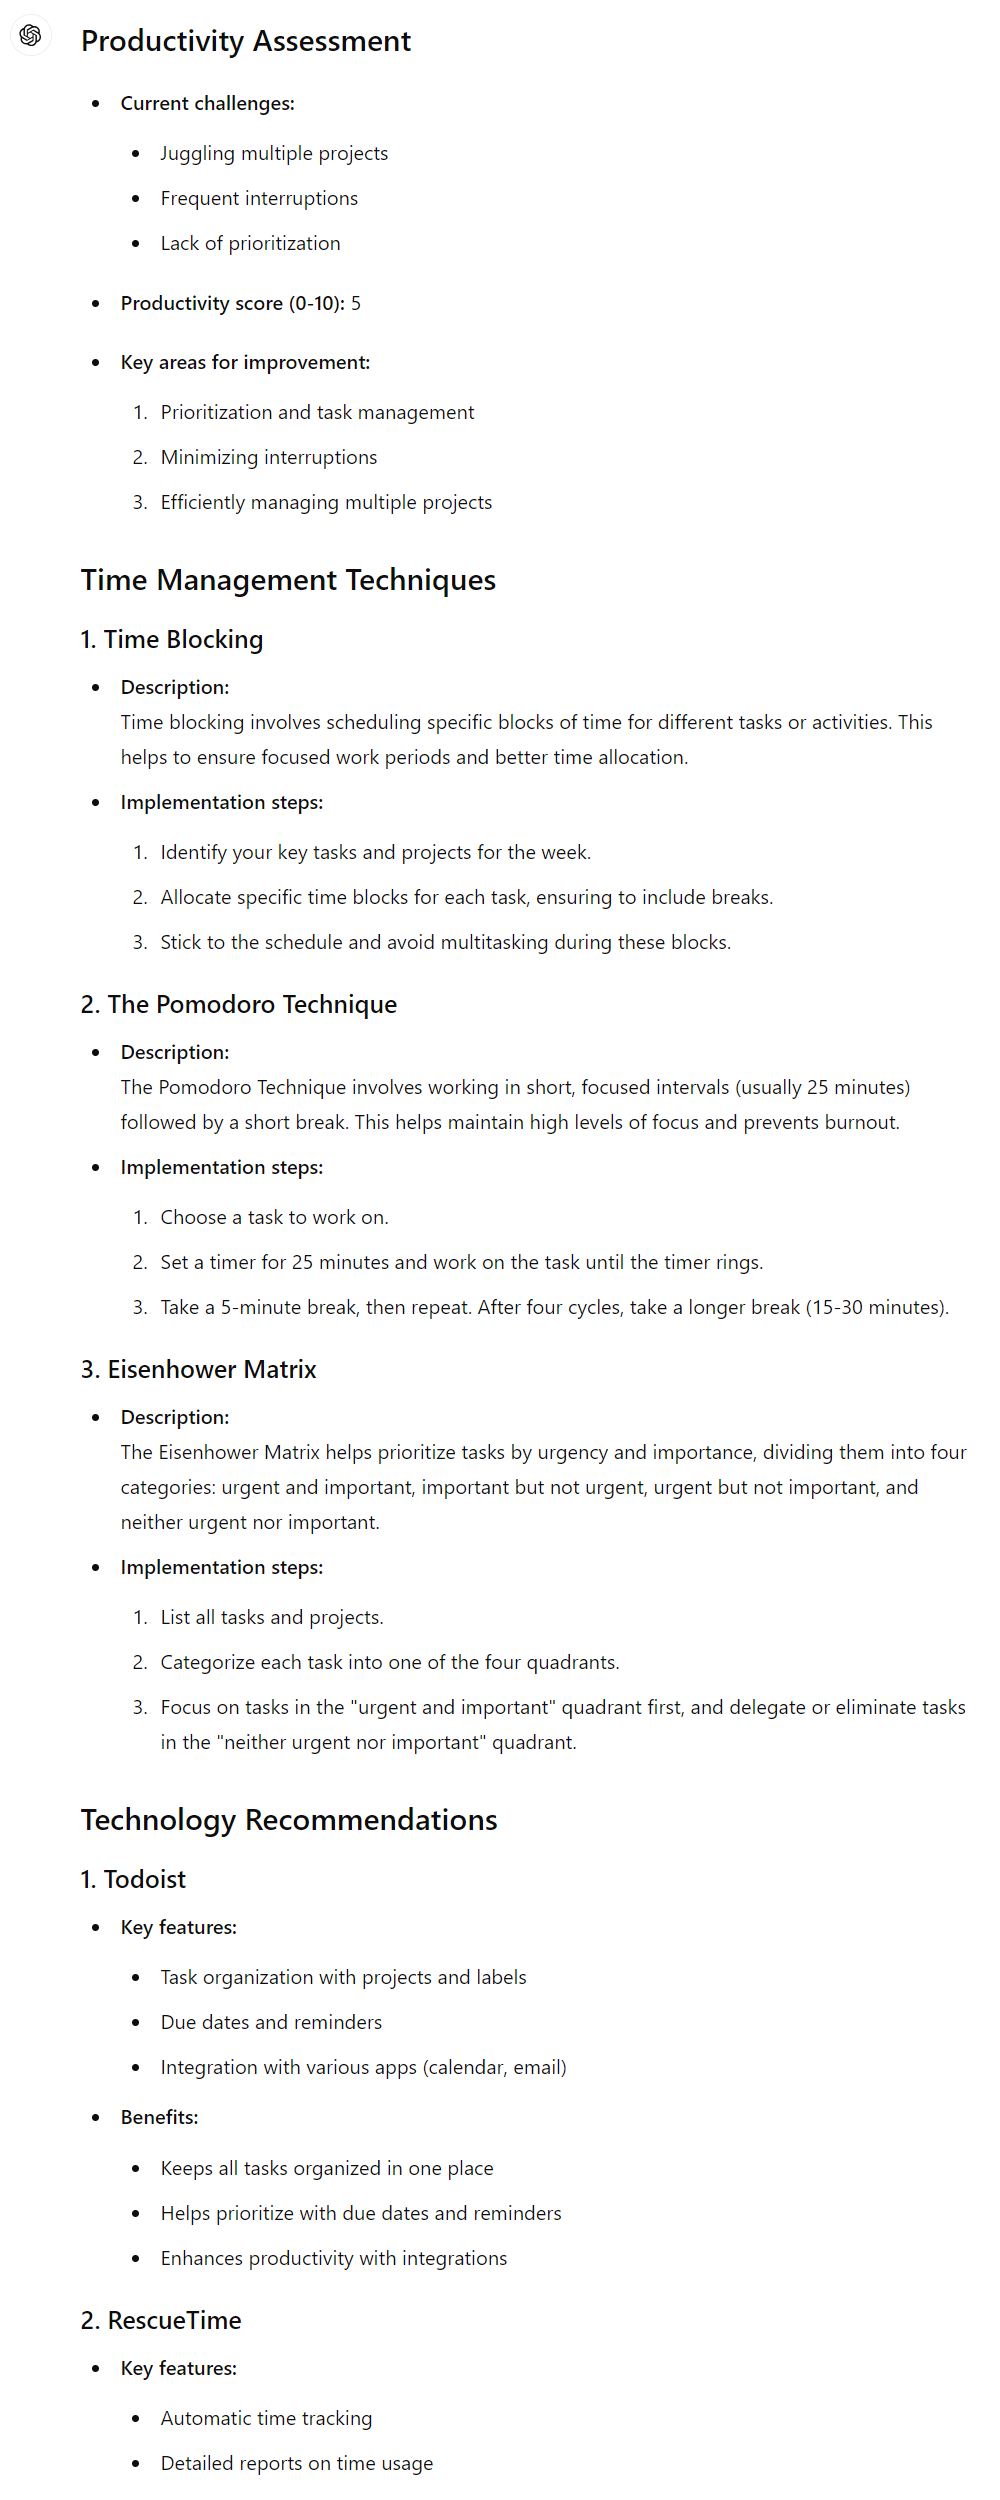 Productivity Assessment
• Current challenges:
• Juggling multiple projects
• Frequent interruptions
• Lack of prioritization
• Productivity score (0-10): 5
• Key areas for improvement:
1. Prioritization and task management
2. Minimizing interruptions
3. Efficiently managing multiple projects
Time Management Techniques
1. Time Blocking
• Description:
Time blocking involves scheduling specific blocks of time for different tasks or activities. This
helps to ensure focused work periods and better time allocation.
• Implementation steps:
1. Identify your key tasks and projects for the week.
2. Allocate specific time blocks for each task, ensuring to include breaks.
3. Stick to the schedule and avoid multitasking during these blocks.
2. The Pomodoro Technique
• Description:
The Pomodoro Technique involves working in short, focused intervals (usually 25 minutes)
followed by a short break. This helps maintain high levels of focus and prevents burnout.
• Implementation steps:
1. Choose a task to work on.
2. Set a timer for 25 minutes and work on the task until the timer rings.
3. Take a 5-minute break, then repeat. After four cycles, take a longer break (15-30 minutes).
3. Eisenhower Matrix
• Description:
The Eisenhower Matrix helps prioritize tasks by urgency and importance, dividing them into four
categories: urgent and important, important but not urgent, urgent but not important, and
neither urgent nor important.
• Implementation steps:
1. List all tasks and projects.
2. Categorize each task into one of the four quadrants.
3. Focus on tasks in the "urgent and important" quadrant first, and delegate or eliminate tasks
in the "neither urgent nor important" quadrant.
Technology Recommendations
1. Todoist
• Key features:
• Task organization with projects and labels
• Due dates and reminders
• Integration with various apps (calendar, email)
• Benefits:
• Keeps all tasks organized in one place
• Helps prioritize with due dates and reminders
• Enhances productivity with integrations
2. RescueTime
• Key features:
• Automatic time tracking
• Detailed reports on time usage